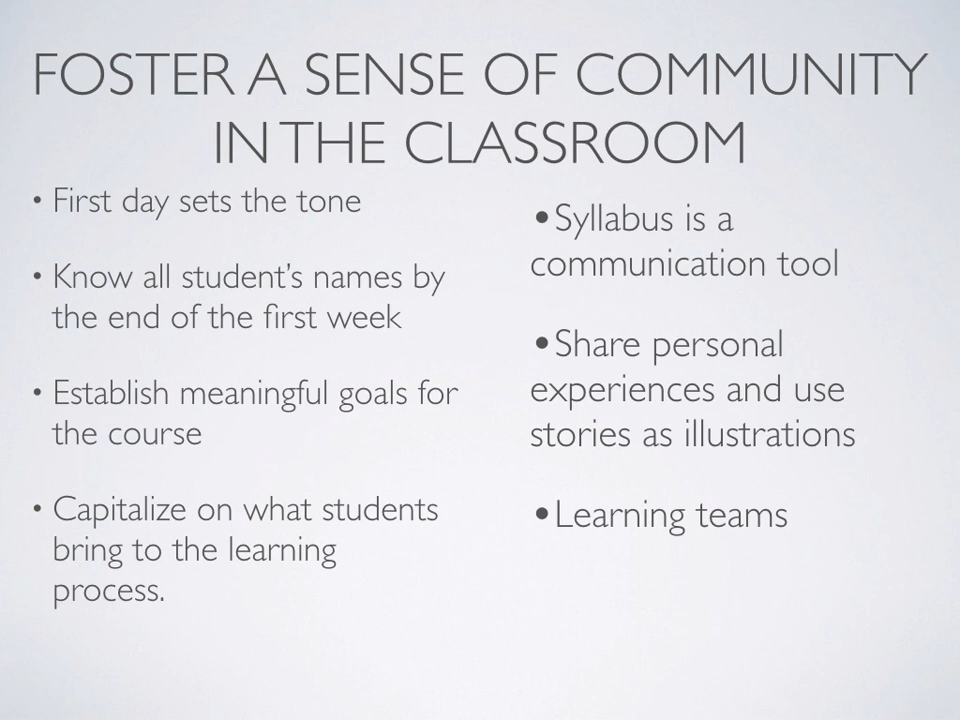 FOSTER A SENSE OF COMMUNITY
IN THE CLASSROOM
• First day sets the tone
• Know all student’s names by
the end of the first week
• Establish meaningful goals for
the course
• Capitalize on what students
bring to the learning
process.
•Syllabus is a
communication tool
•Share personal
experiences and use
stories as illustrations
•Learning teams